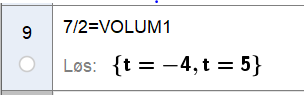 9
7/2=VOLUM1
Løs: {t = −4, t = 5}